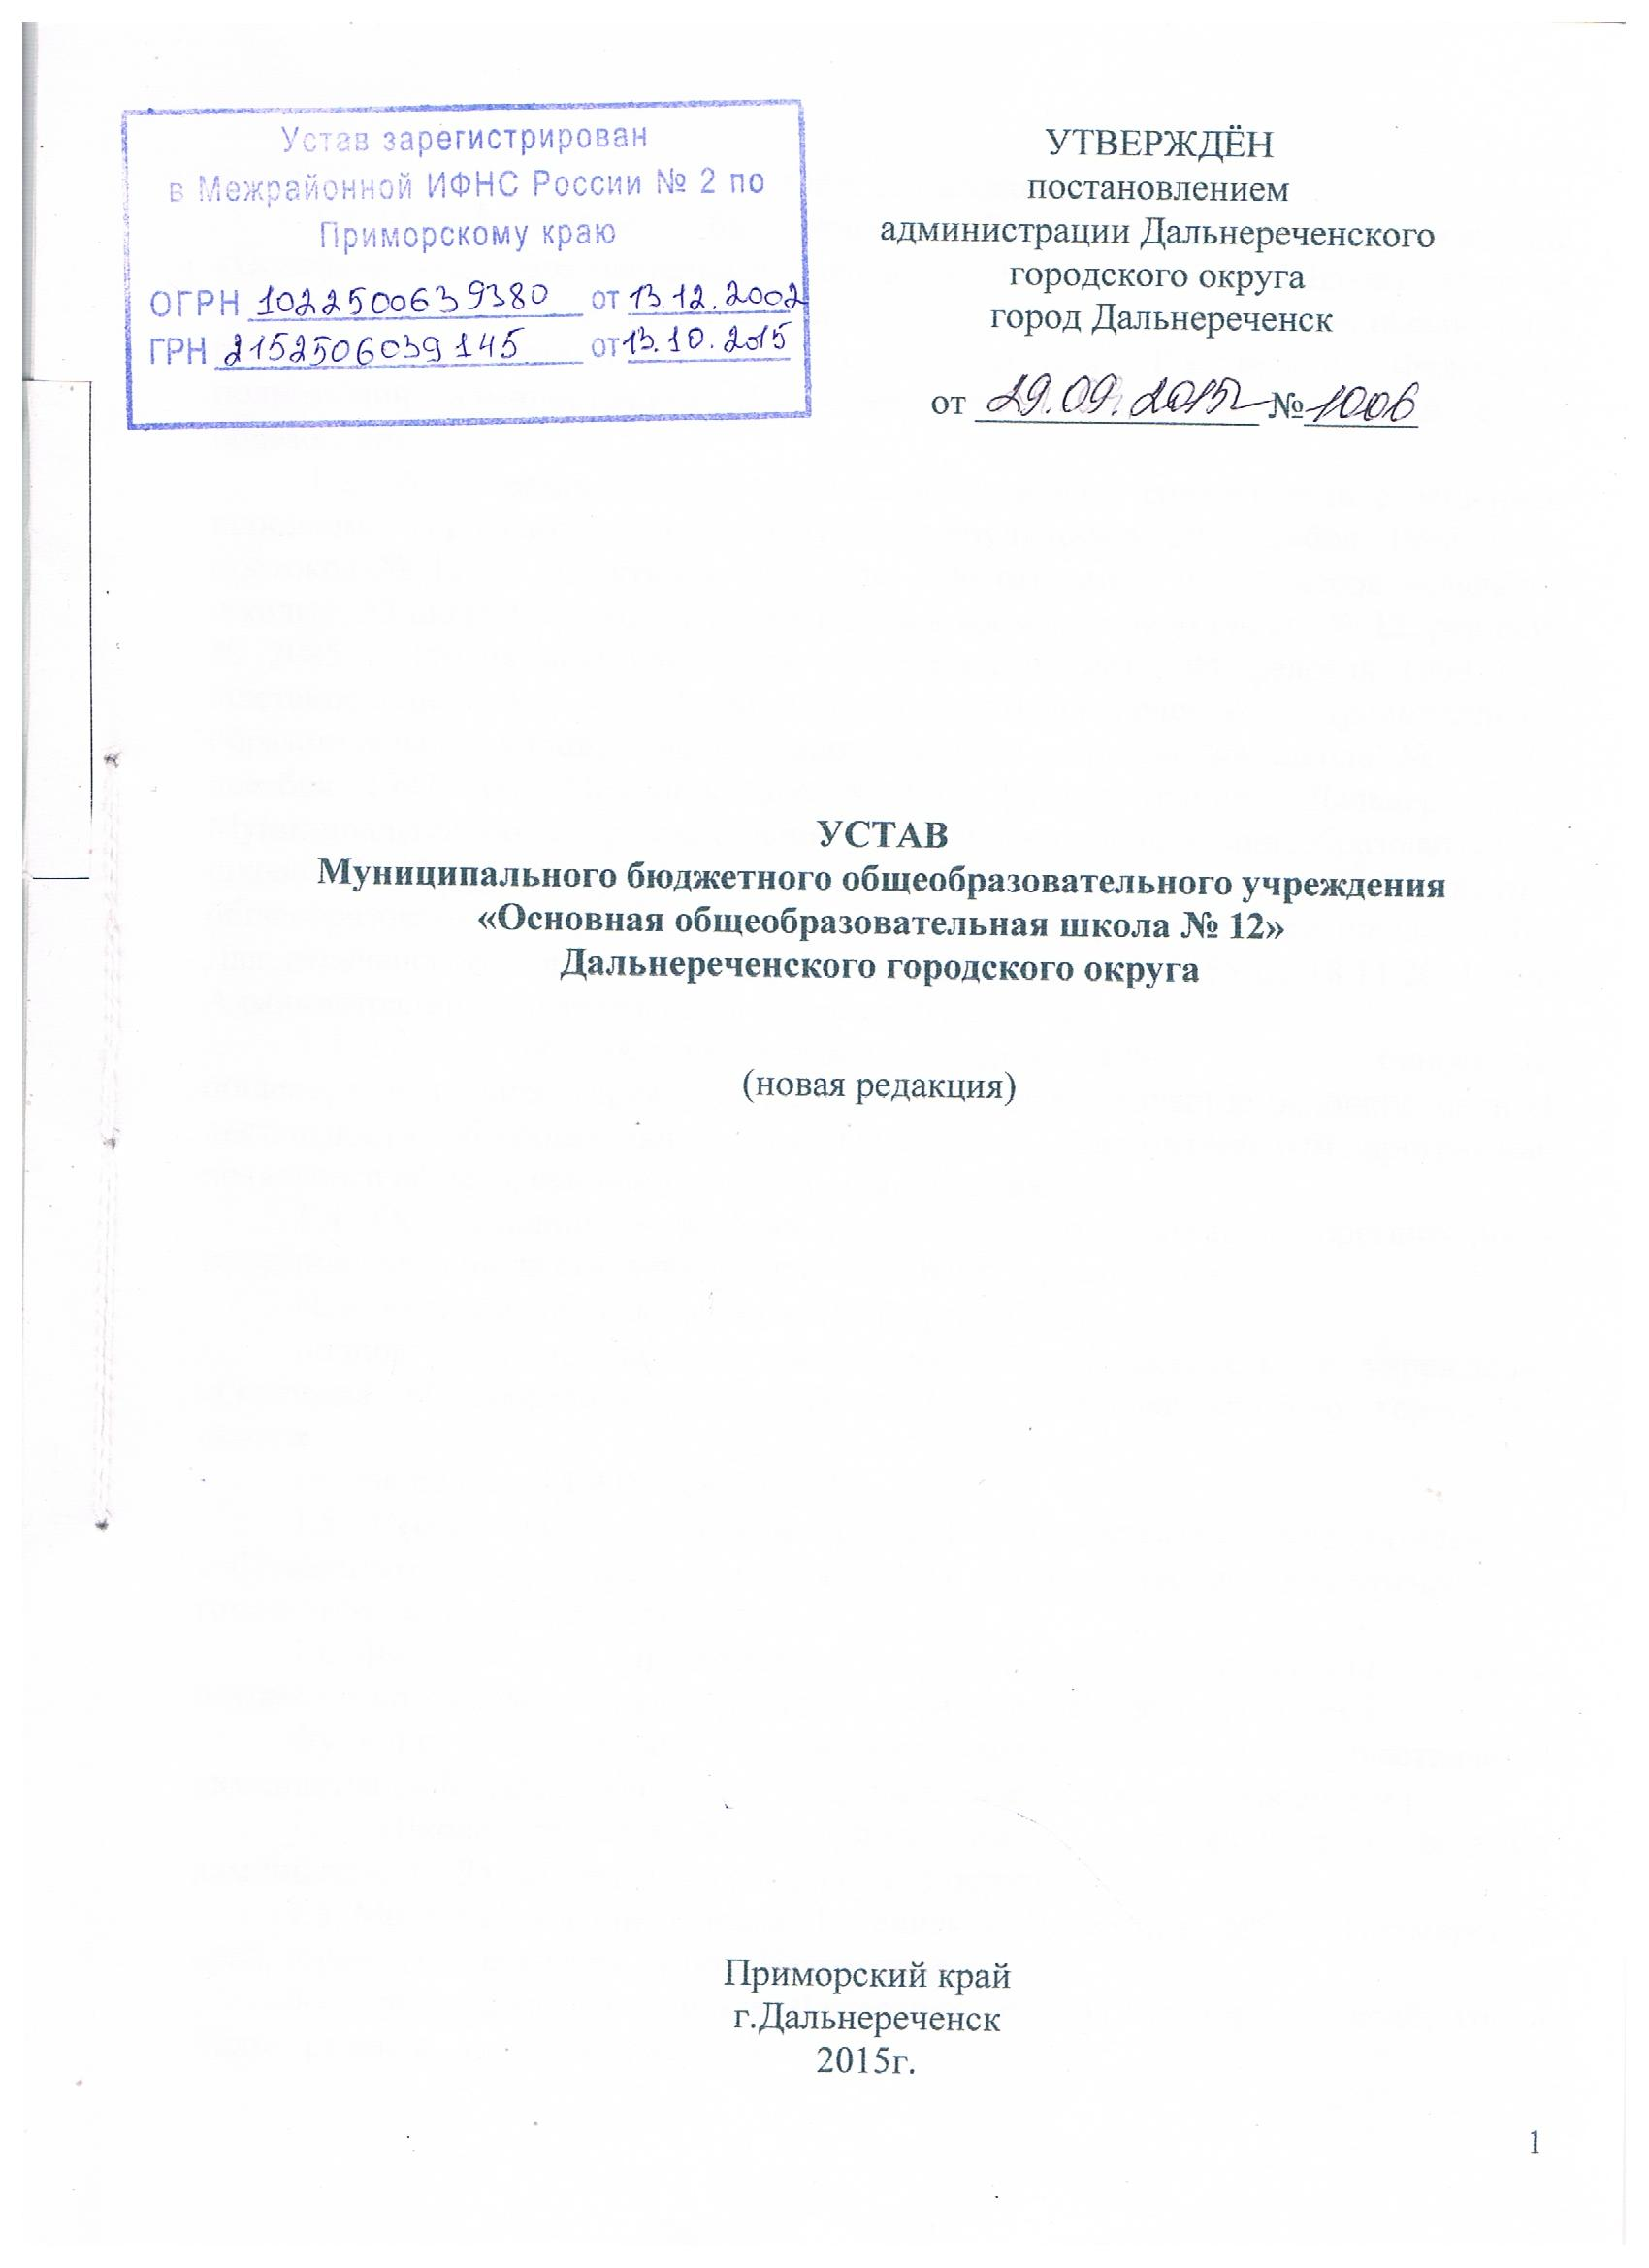 Устав зарегистрирован
в Межрайонной ИФНС России № 2 по
Приморскому краю
ОГРН 1022500639380 от 13.12.2002
ГРН 2152506039145 от 13.10.2015
УТВЕРЖДЁН
постановлением
администрации Дальнереченского
городского округа
город Дальнереченск
от 29.09.2015г №1006
УСТАВ
Муниципального бюджетного общеобразовательного учреждения
«Основная общеобразовательная школа № 12»
Дальнереченского городского округа
(новая редакция)
Приморский край
г.Дальнереченск
2015г.
1